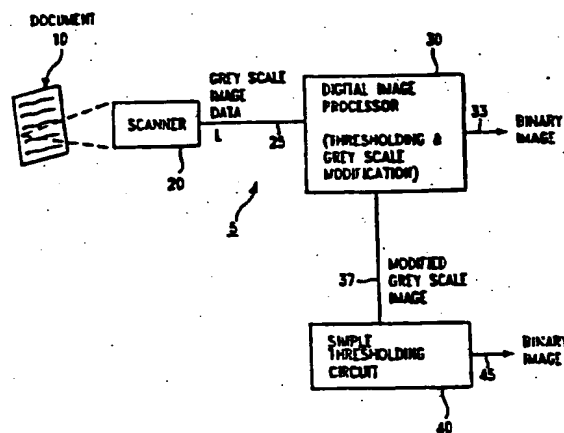 DOCUMENT
10
SCANNER
20
GREY SCALE
IMAGE
DATA
L
25
5
30
DIGITAL IMAGE
PROCESSOR
(THRESHOLDING &
GREY SCALE
MODIFICATION)
33
BINARY
IMAGE
37
MODIFIED
GREY SCALE
IMAGE
SIMPLE
THRESHOLDING
CIRCUIT
40
45
BINARY
IMAGE